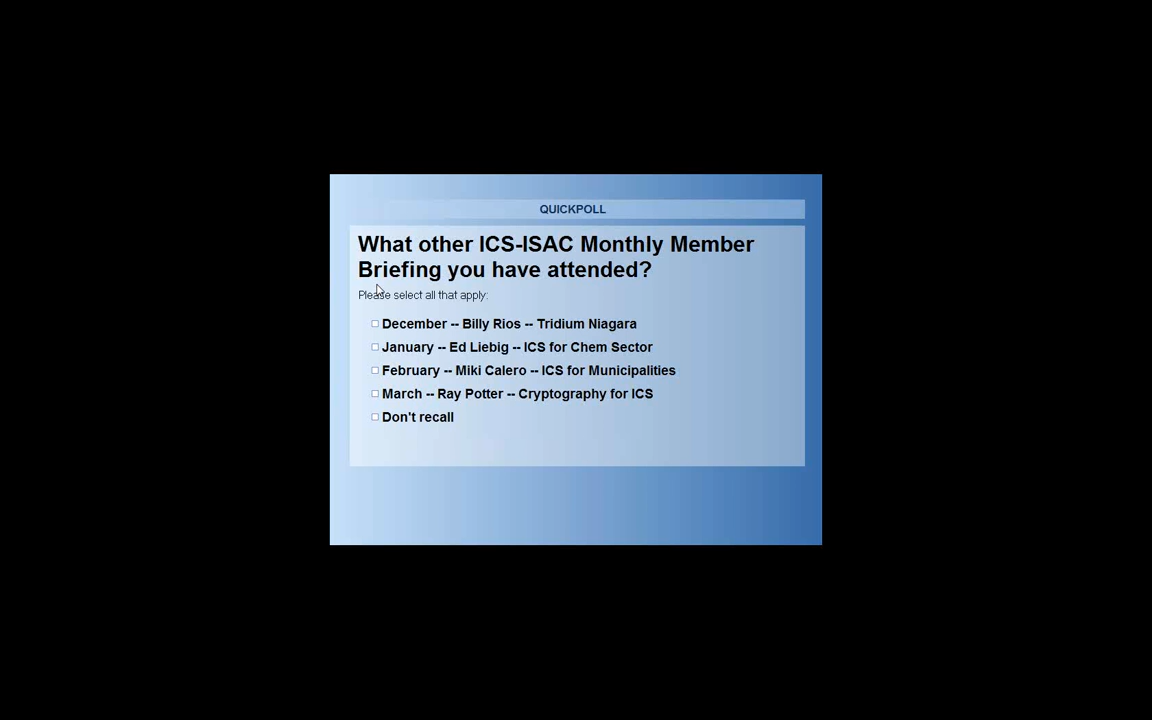 QUICKPOLL
What other ICS-ISAC Monthly Member
Briefing you have attended?
Please select all that apply:
December -- Billy Rios -- Tridium Niagara
January -- Ed Liebig -- ICS for Chem Sector
February -- Miki Calero -- ICS for Municipalities
March -- Ray Potter -- Cryptography for ICS
Don't recall